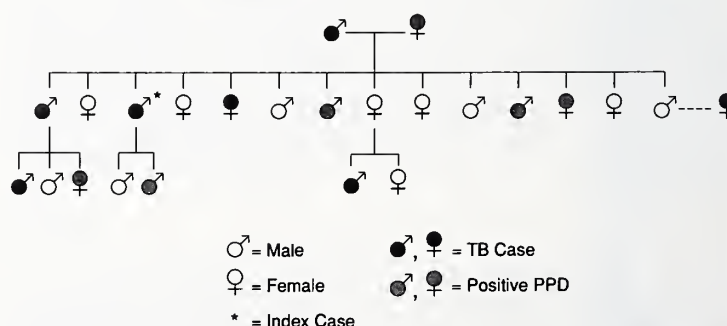 *
♂ = Male
♀ = Female
* = Index Case
♂, ♀ = TB Case
♂, ♀ = Positive PPD